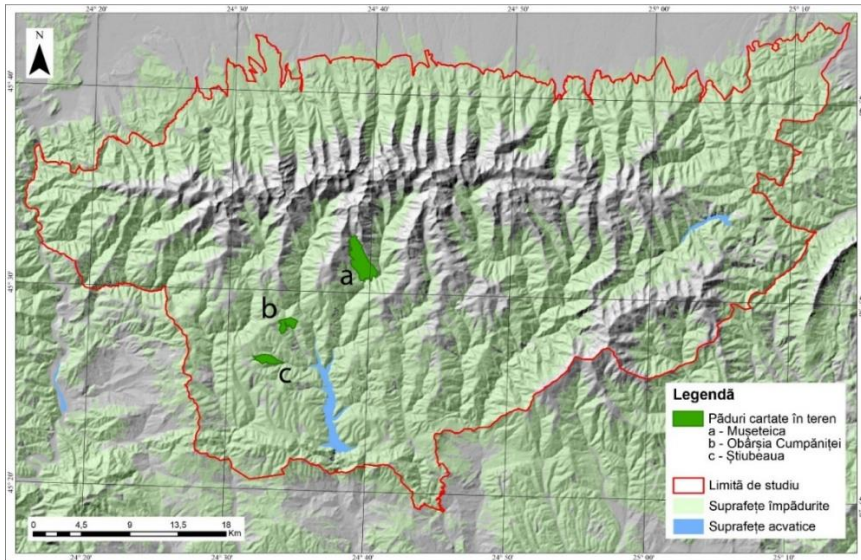 24° 20' 24° 30' 24° 40' 24° 50' 25° 00' 25° 10'
N
45° 40'
45° 30'
45° 20'
a
b
c
Legendă
Păduri cartate în teren
a - Mușeteica
b - Obârșia Cumpăniței
c - Știubeaua
Limită de studiu
Suprafețe împădurite
Suprafețe acvatice
0 4,5 9 13,5 18
Km
24° 20' 24° 30' 24° 40' 24° 50' 25° 00' 25° 10'